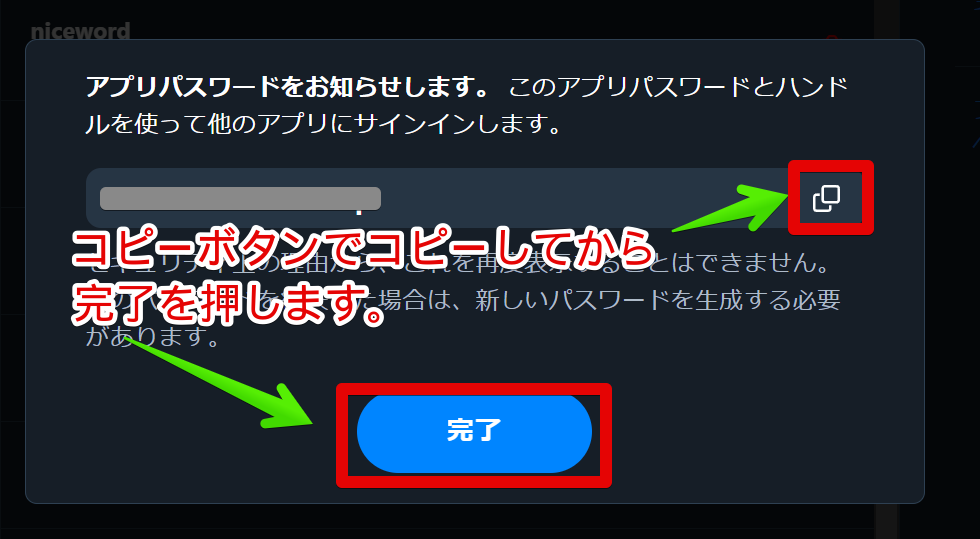 niceword
アプリパスワードをお知らせします。 このアプリパスワードとハンド
ルを使って他のアプリにサインインします。
コピーボタンでコピーしてから
完了を押します。
理由から、これを再度表示することはできません。
場合は、新しいパスワードを生成する必要
があります。
完了